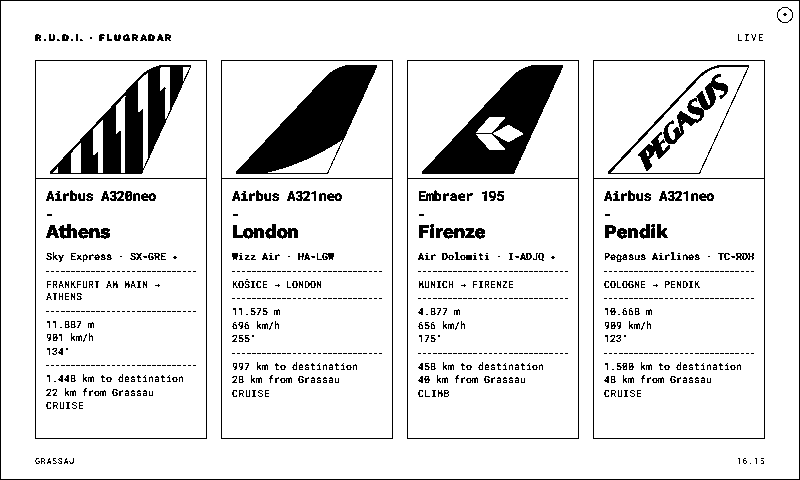 R.U.D.I. · FLUGRADAR
LIVE
Airbus A320neo
-
Athens
Sky Express · SX-GRE ✦
FRANKFURT AM MAIN →
ATHENS
11.887 m
901 km/h
134°
1.448 km to destination
22 km from Grassau
CRUISE
Airbus A321neo
-
London
Wizz Air · HA-LGW
KOŠICE → LONDON
11.575 m
696 km/h
255°
997 km to destination
28 km from Grassau
CRUISE
Embraer 195
-
Firenze
Air Dolomiti · I-ADJQ ✦
MUNICH → FIRENZE
4.877 m
656 km/h
175°
458 km to destination
40 km from Grassau
CLIMB
PEGASUS
Airbus A321neo
-
Pendik
Pegasus Airlines · TC-RDH
COLOGNE → PENDIK
10.668 m
909 km/h
123°
1.580 km to destination
48 km from Grassau
CRUISE
GRASSAU
16.15